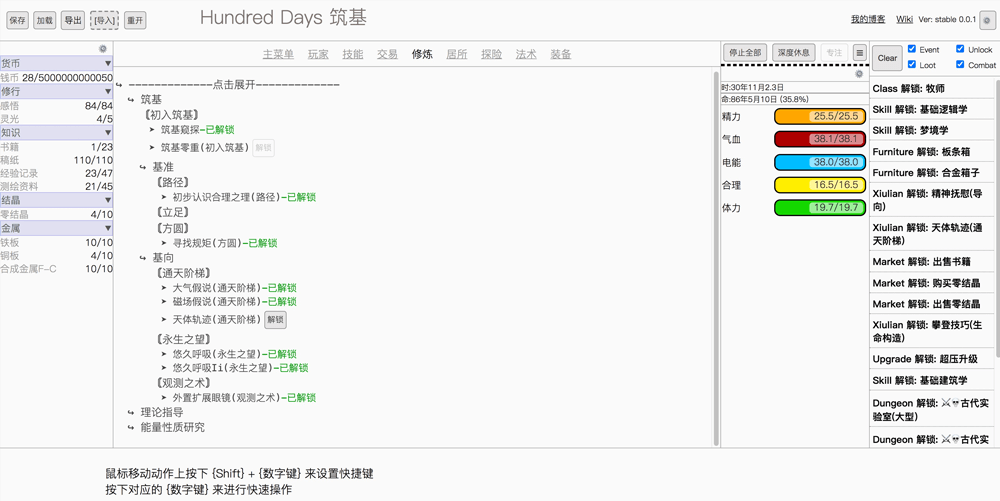 保存 加载 导出 [导入] 重开 Hundred Days 筑基 我的博客 Wiki Ver: stable 0.0.1
主菜单 玩家 技能 交易 修炼 居所 探险 法术 装备
货币
钱币 28/5000000000050
修行
感悟 84/84
灵光 4/5
知识
书籍 1/23
稿纸 110/110
经验记录 23/47
测绘资料 21/45
结晶
零结晶 4/10
金属
铁板 10/10
铜板 4/10
合成金属F-C 10/10
↪ —————————————点击展开—————————————
↪ 筑基
【初入筑基】
➤ 筑基窥探-已解锁
➤ 筑基零重(初入筑基) 解锁
↪ 基准
【路径】
➤ 初步认识合理之理(路径)-已解锁
【立足】
【方圆】
➤ 寻找规矩(方圆)-已解锁
↪ 基向
【通天阶梯】
➤ 大气假说(通天阶梯)-已解锁
➤ 磁场假说(通天阶梯)-已解锁
➤ 天体轨迹(通天阶梯) 解锁
【永生之望】
➤ 悠久呼吸(永生之望)-已解锁
➤ 悠久呼吸Ii(永生之望)-已解锁
【观测之术】
➤ 外置扩展眼镜(观测之术)-已解锁
↪ 理论指导
↪ 能量性质研究
停止全部 深度休息 专注 ≡
时:30年11月2.3日
命:86年5月10日 (35.8%)
精力 25.5/25.5
气血 38.1/38.1
电能 38.0/38.0
合理 16.5/16.5
体力 19.7/19.7
Clear Event Unlock
Loot Combat
Class 解锁: 牧师
Skill 解锁: 基础逻辑学
Skill 解锁: 梦境学
Furniture 解锁: 板条箱
Furniture 解锁: 合金箱子
Xiulian 解锁: 精神抚慰(导
向)
Xiulian 解锁: 天体轨迹(通
天阶梯)
Market 解锁: 出售书籍
Market 解锁: 购买零结晶
Market 解锁: 出售零结晶
Xiulian 解锁: 攀登技巧(生
命构造)
Upgrade 解锁: 超压升级
Skill 解锁: 基础建筑学
Dungeon 解锁: ⚔💀古代实
验室(大型)
Dungeon 解锁: ⚔💀古代实
鼠标移动动作上按下 {Shift} + {数字键} 来设置快捷键
按下对应的 {数字键} 来进行快速操作